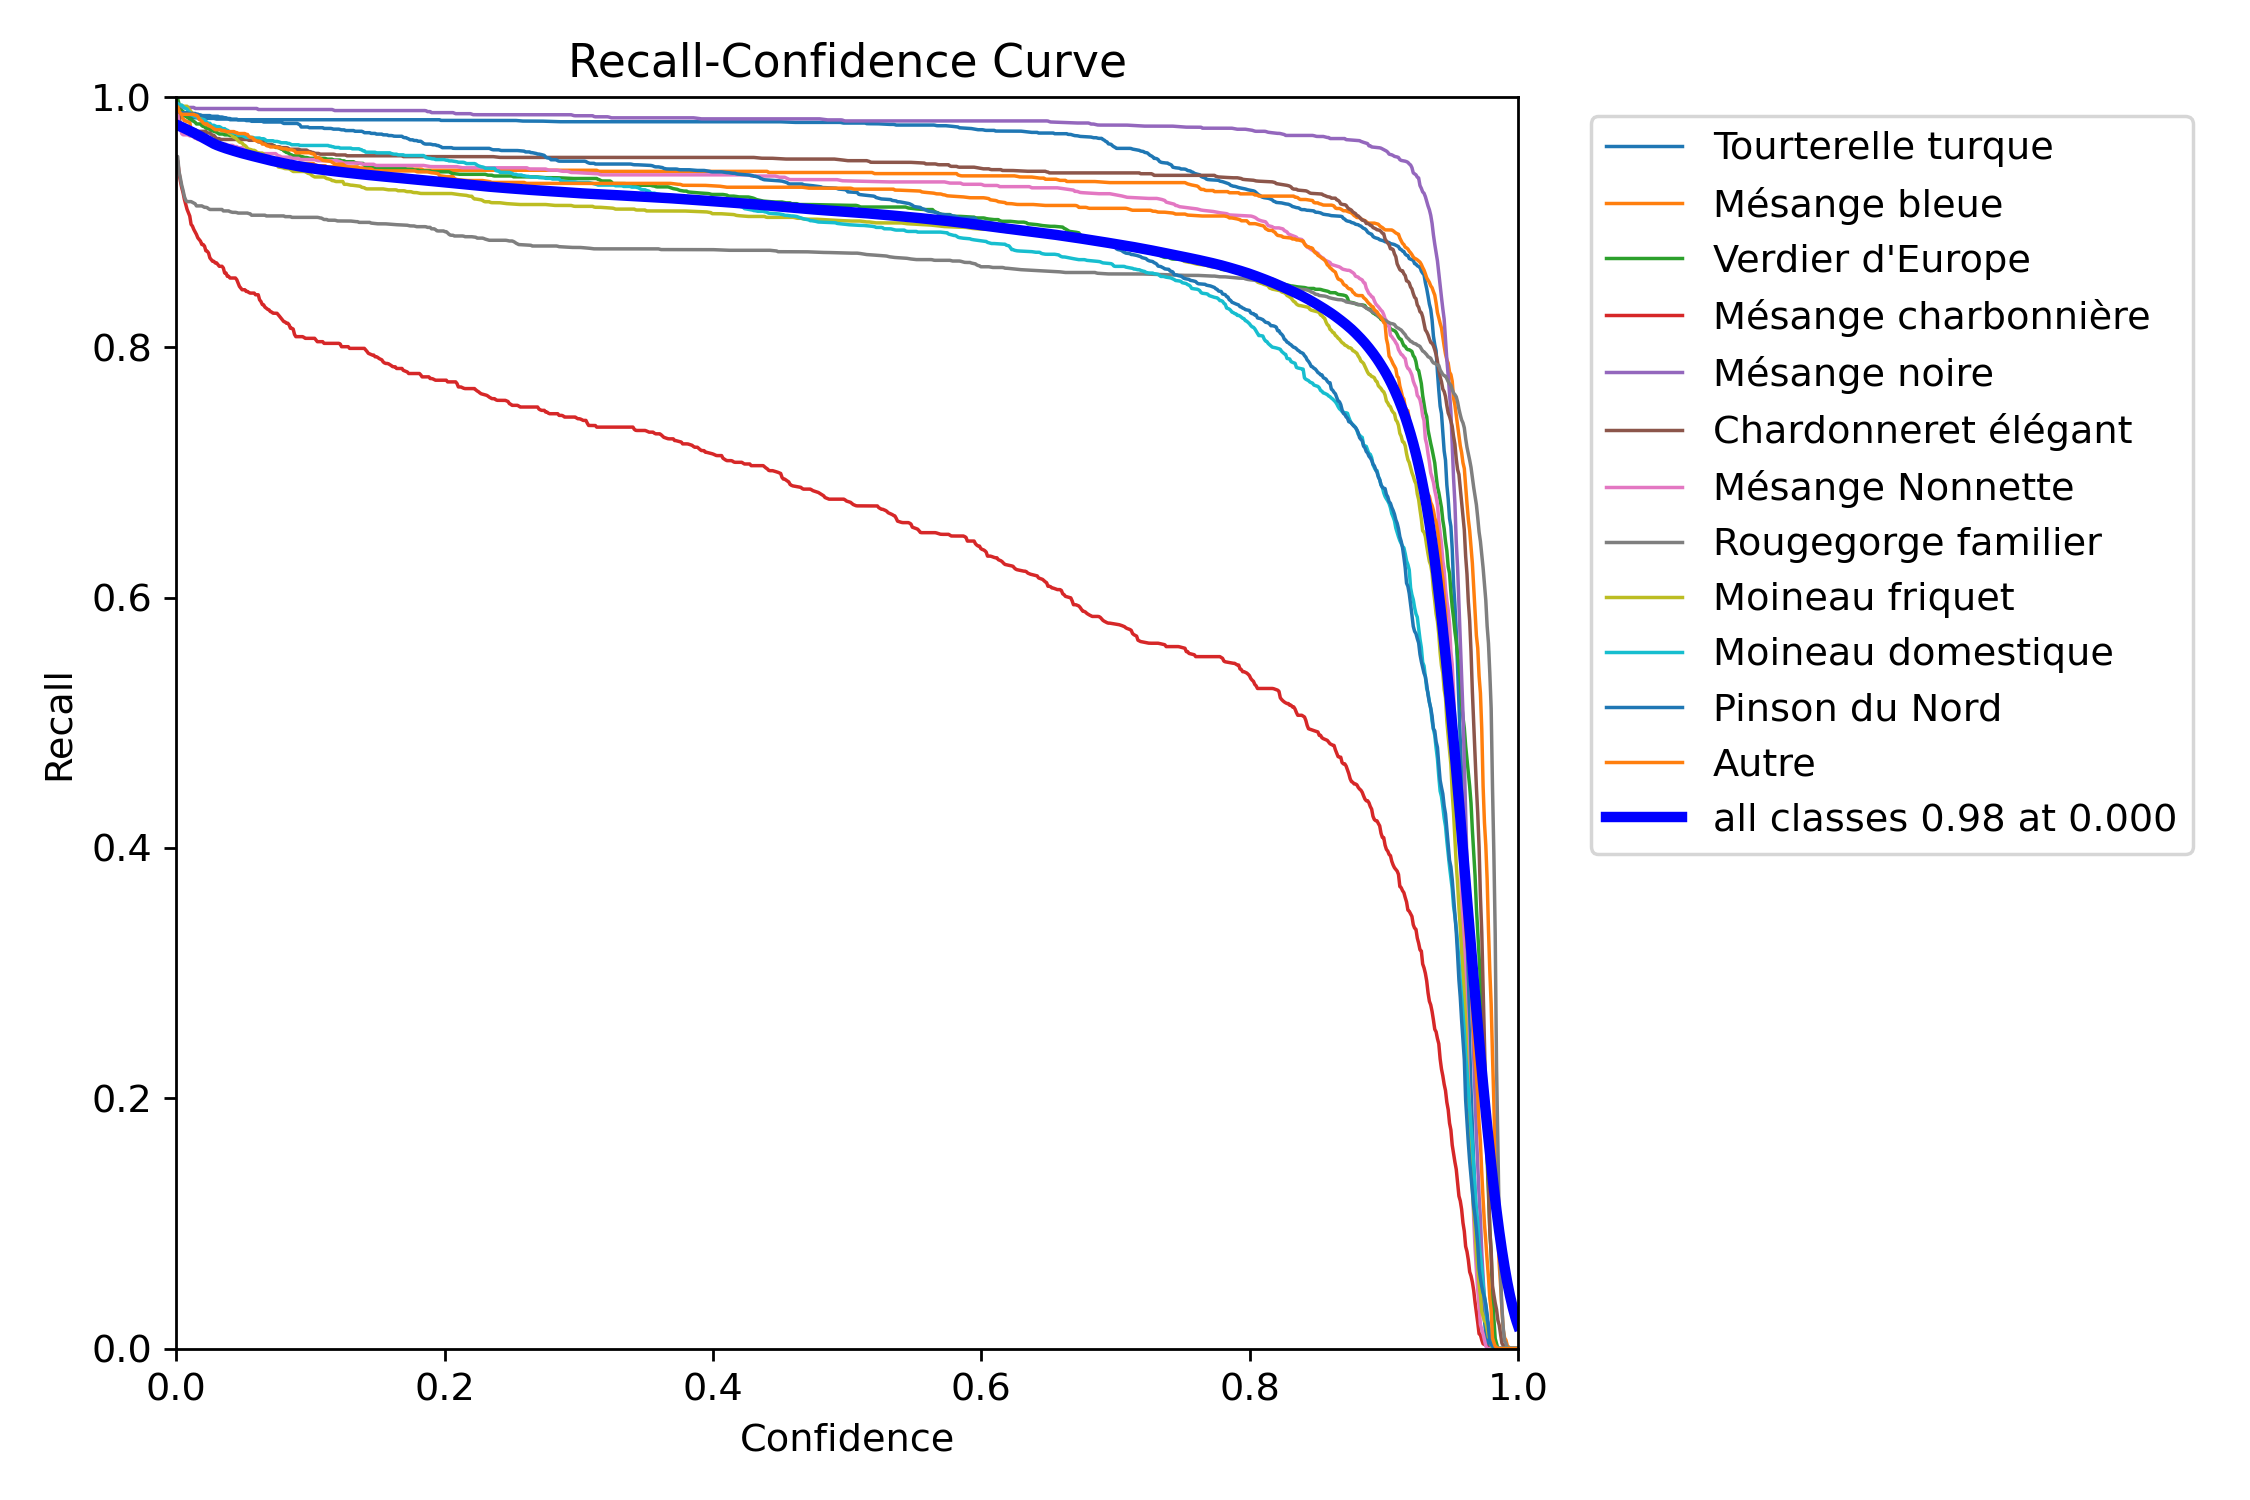 Recall-Confidence Curve
1.0
0.8
0.6
0.4
0.2
0.0
Recall
0.0 0.2 0.4 0.6 0.8 1.0
Confidence
Tourterelle turque
Mésange bleue
Verdier d'Europe
Mésange charbonnière
Mésange noire
Chardonneret élégant
Mésange Nonnette
Rougegorge familier
Moineau friquet
Moineau domestique
Pinson du Nord
Autre
all classes 0.98 at 0.000